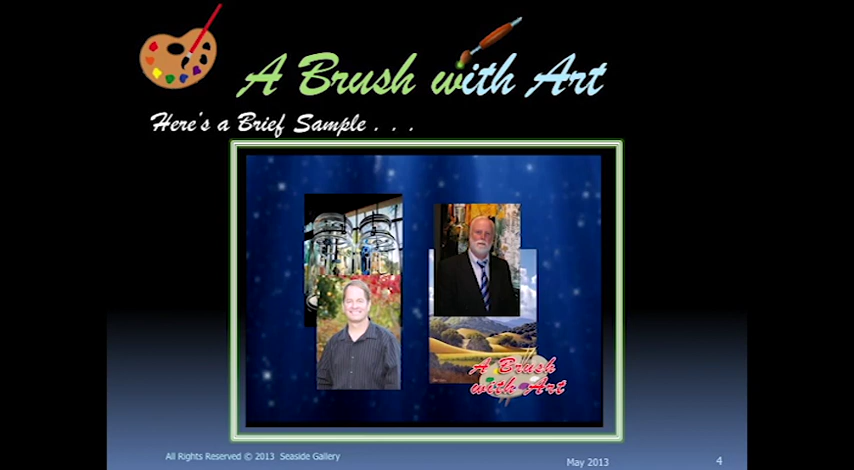 A Brush with Art
Here's a Brief Sample . . .
A Brush
with Art
All Rights Reserved © 2013 Seaside Gallery
May 2013
4